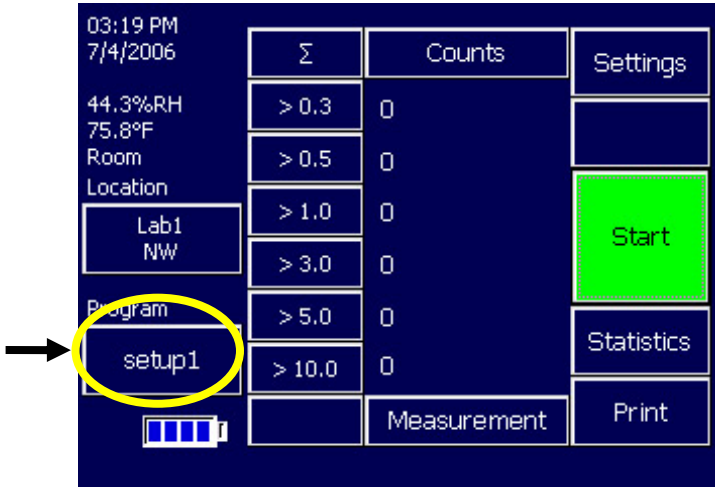 03:19 PM
7/4/2006
44.3%RH
75.8°F
Room
Location
Lab1
NW
Program
setup1
Σ Counts
> 0.3 0
> 0.5 0
> 1.0 0
> 3.0 0
> 5.0 0
> 10.0 0
Measurement
Settings
Start
Statistics
Print